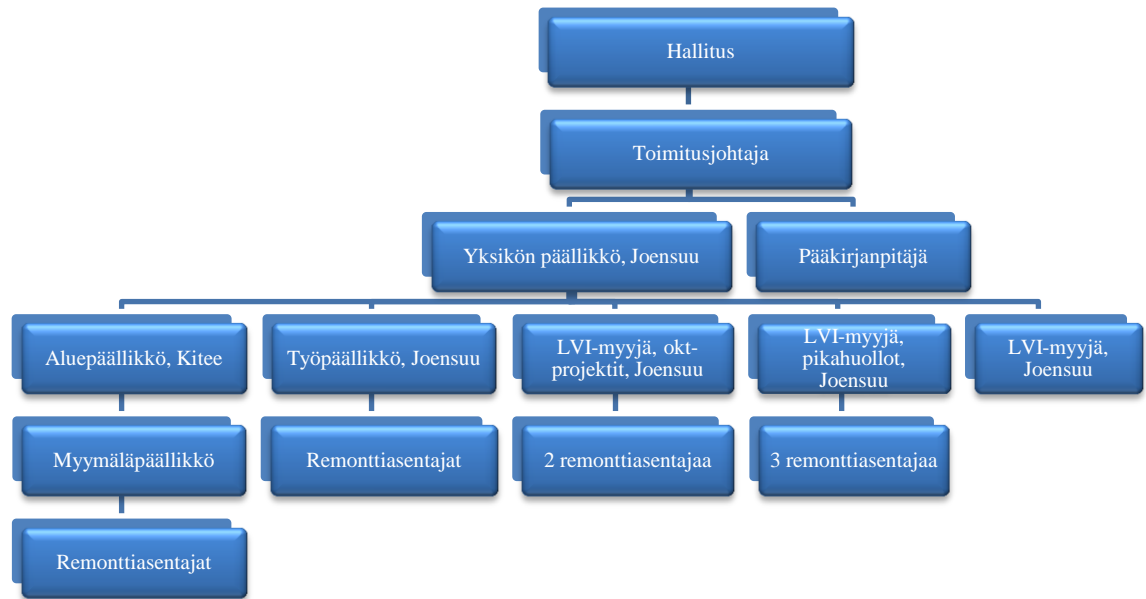 Hallitus
Toimitusjohtaja
Yksikön päällikkö, Joensuu
Pääkirjanpitäjä
Aluepäällikkö, Kitee
Työpäällikkö, Joensuu
LVI-myyjä, okt-
projektit, Joensuu
LVI-myyjä,
pikahuollot,
Joensuu
LVI-myyjä,
Joensuu
Myymäläpäällikkö
Remonttiasentajat
2 remonttiasentajaa
3 remonttiasentajaa
Remonttiasentajat